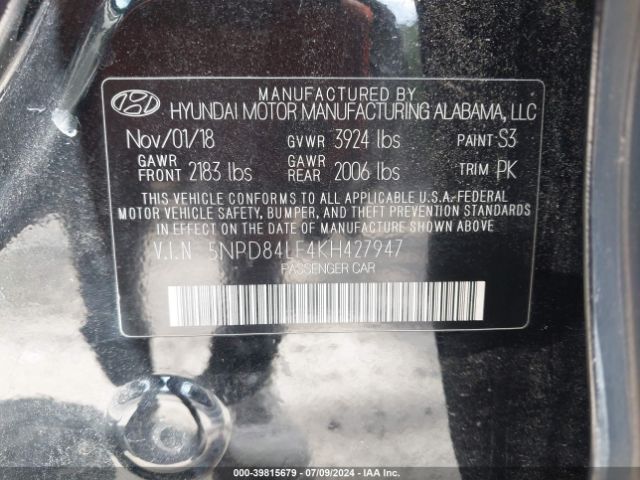 MANUFACTURED BY
HYUNDAI MOTOR MANUFACTURING ALABAMA, LLC
Nov/01/18 GVWR 3924 lbs PAINT S3
GAWR FRONT 2183 lbs GAWR REAR 2006 lbs TRIM PK
THIS VEHICLE CONFORMS TO ALL APPLICABLE U.S.A. FEDERAL
MOTOR VEHICLE SAFETY, BUMPER, AND THEFT PREVENTION STANDARDS
IN EFFECT ON THE DATE OF MANUFACTURE SHOWN ABOVE.
V.I.N 5NPD84LF4KH427947
PASSENGER CAR
000-39815679 / 07/09/2024 - IAA Inc.